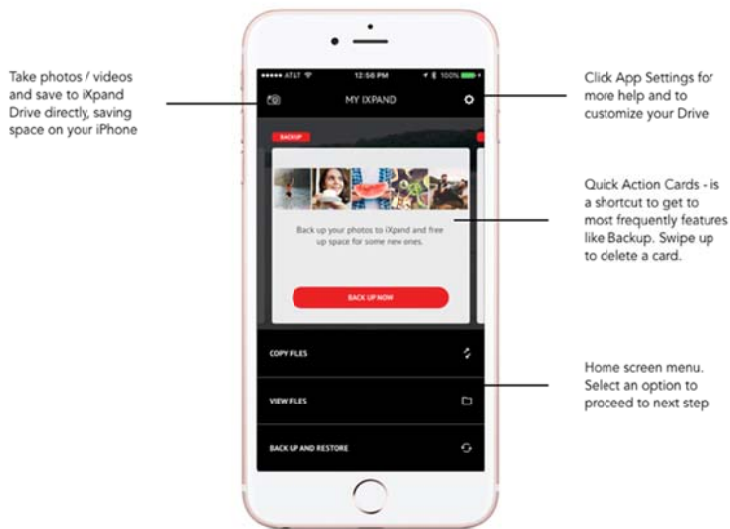 Take photos / videos
and save to iXpand
Drive directly, saving
space on your iPhone
AT&T 12:56 PM 100%
MY IXPAND
BACKUP
Back up your photos to iXpand and free
up space for some new ones.
BACK UP NOW
COPY FILES
VIEW FILES
BACK UP AND RESTORE
Click App Settings for
more help and to
customize your Drive
Quick Action Cards - is
a shortcut to get to
most frequently features
like Backup. Swipe up
to delete a card.
Home screen menu.
Select an option to
proceed to next step